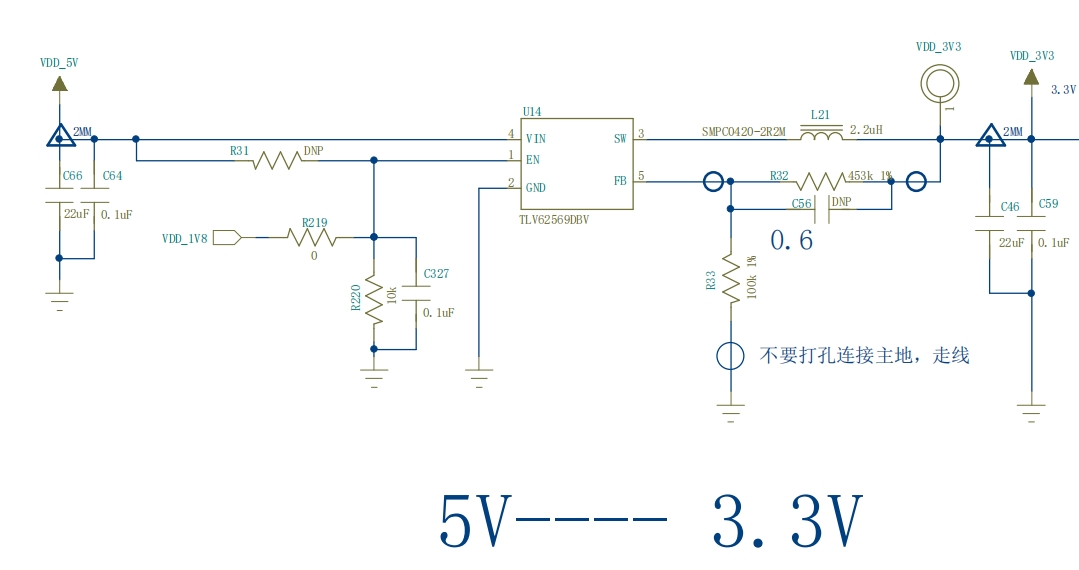 VDD_3V3
VDD_5V
VDD_3V3
3.3V
1
U14
L21
2MM
4 VIN
SW 3
SMPC0420-2R2M
2.2uH
2MM
R31
DNP
1 EN
C66
C64
FB 5
R32
453k 1%
2 GND
C56
DNP
C46
C59
22uF
0.1uF
TLV62569DBV
R219
VDD_1V8
0.6
22uF
0.1uF
0
C327
R33
100k 1%
R220
10k
0.1uF
不要打孔连接主地，走线
5V---- 3.3V